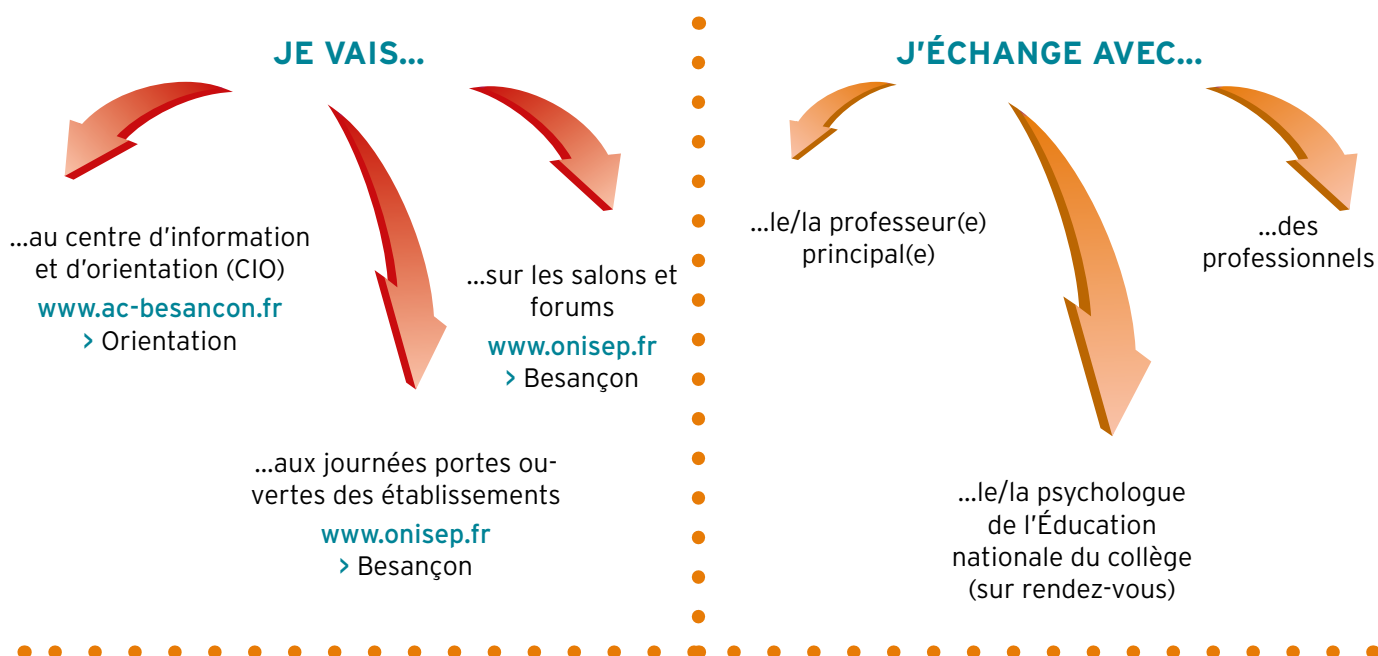 JE VAIS...
...au centre d'information
et d'orientation (CIO)
www.ac-besancon.fr
> Orientation
...aux journées portes ou-
vertes des établissements
www.onisep.fr
> Besançon
...sur les salons et
forums
www.onisep.fr
> Besançon
J'ÉCHANGE AVEC...
...le/la professeur(e)
principal(e)
...le/la psychologue
de l'Éducation
nationale du collège
(sur rendez-vous)
...des
professionnels